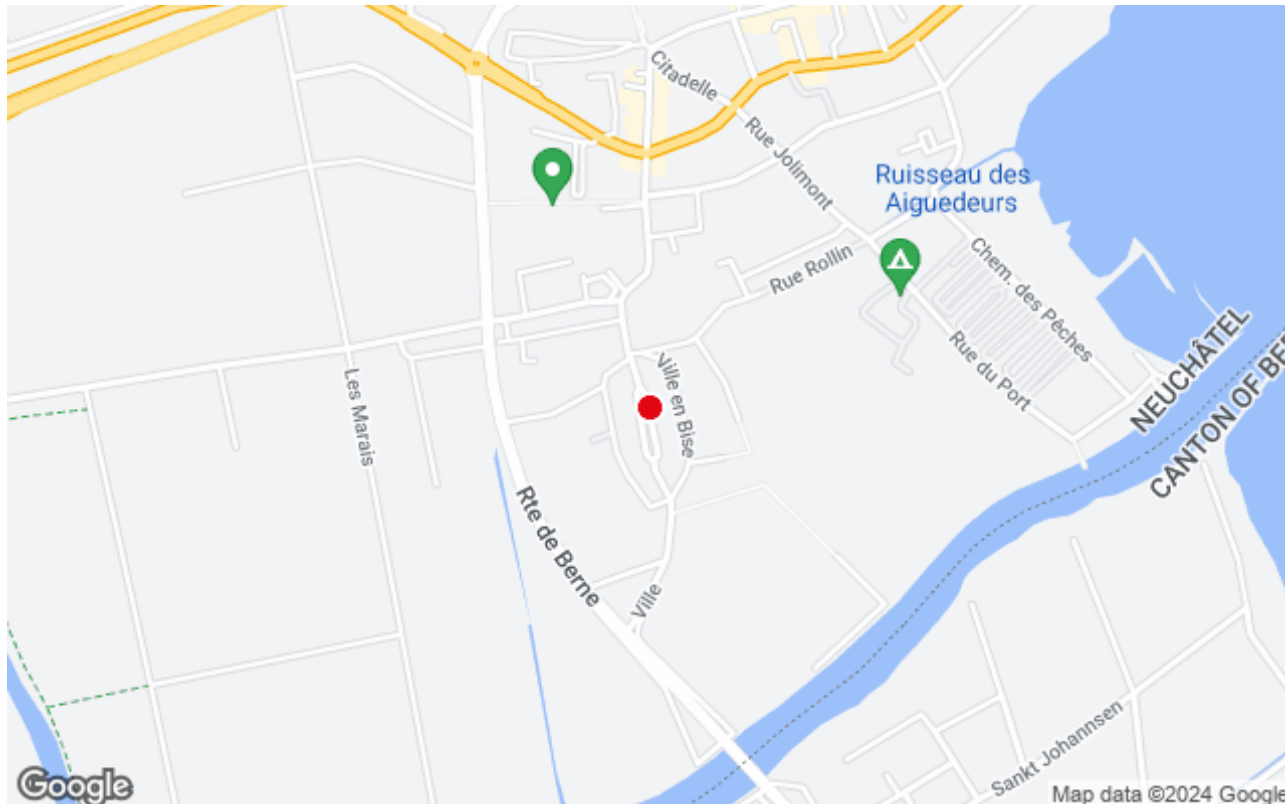 Citadelle
Rue Jolimont
Ruisseau des
Aiguedeurs
Chem. des Pêches
Rue Rollin
Rue du Port
NEUCHÂTEL
CANTON OF BE
Ville en Bise
Les Marais
Rte de Berne
Ville
Sankt Johannsen
Google
Map data ©2024 Google